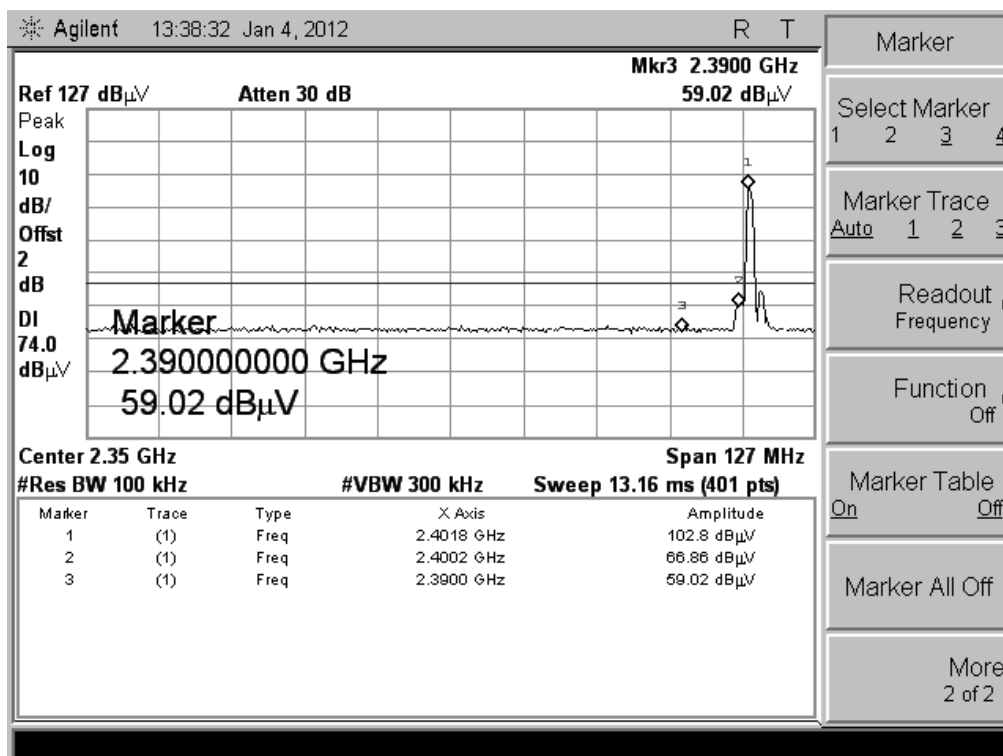 Agilent 13:38:32 Jan 4, 2012 R T
Mkr3 2.3900 GHz
Ref 127 dBμV Atten 30 dB 59.02 dBμV
Peak
Log
10
dB/
Offst
2
dB
DI
74.0
dBμV
1
2
3
Marker
2.390000000 GHz
59.02 dBμV
Center 2.35 GHz Span 127 MHz
#Res BW 100 kHz #VBW 300 kHz Sweep 13.16 ms (401 pts)
Marker Trace Type X Axis Amplitude
1 (1) Freq 2.4018 GHz 102.8 dBμV
2 (1) Freq 2.4002 GHz 66.86 dBμV
3 (1) Freq 2.3900 GHz 59.02 dBμV
Marker
Select Marker
1 2 3 4
Marker Trace
Auto 1 2 3
Readout
Frequency
Function
Off
Marker Table
On Off
Marker All Off
More
2 of 2